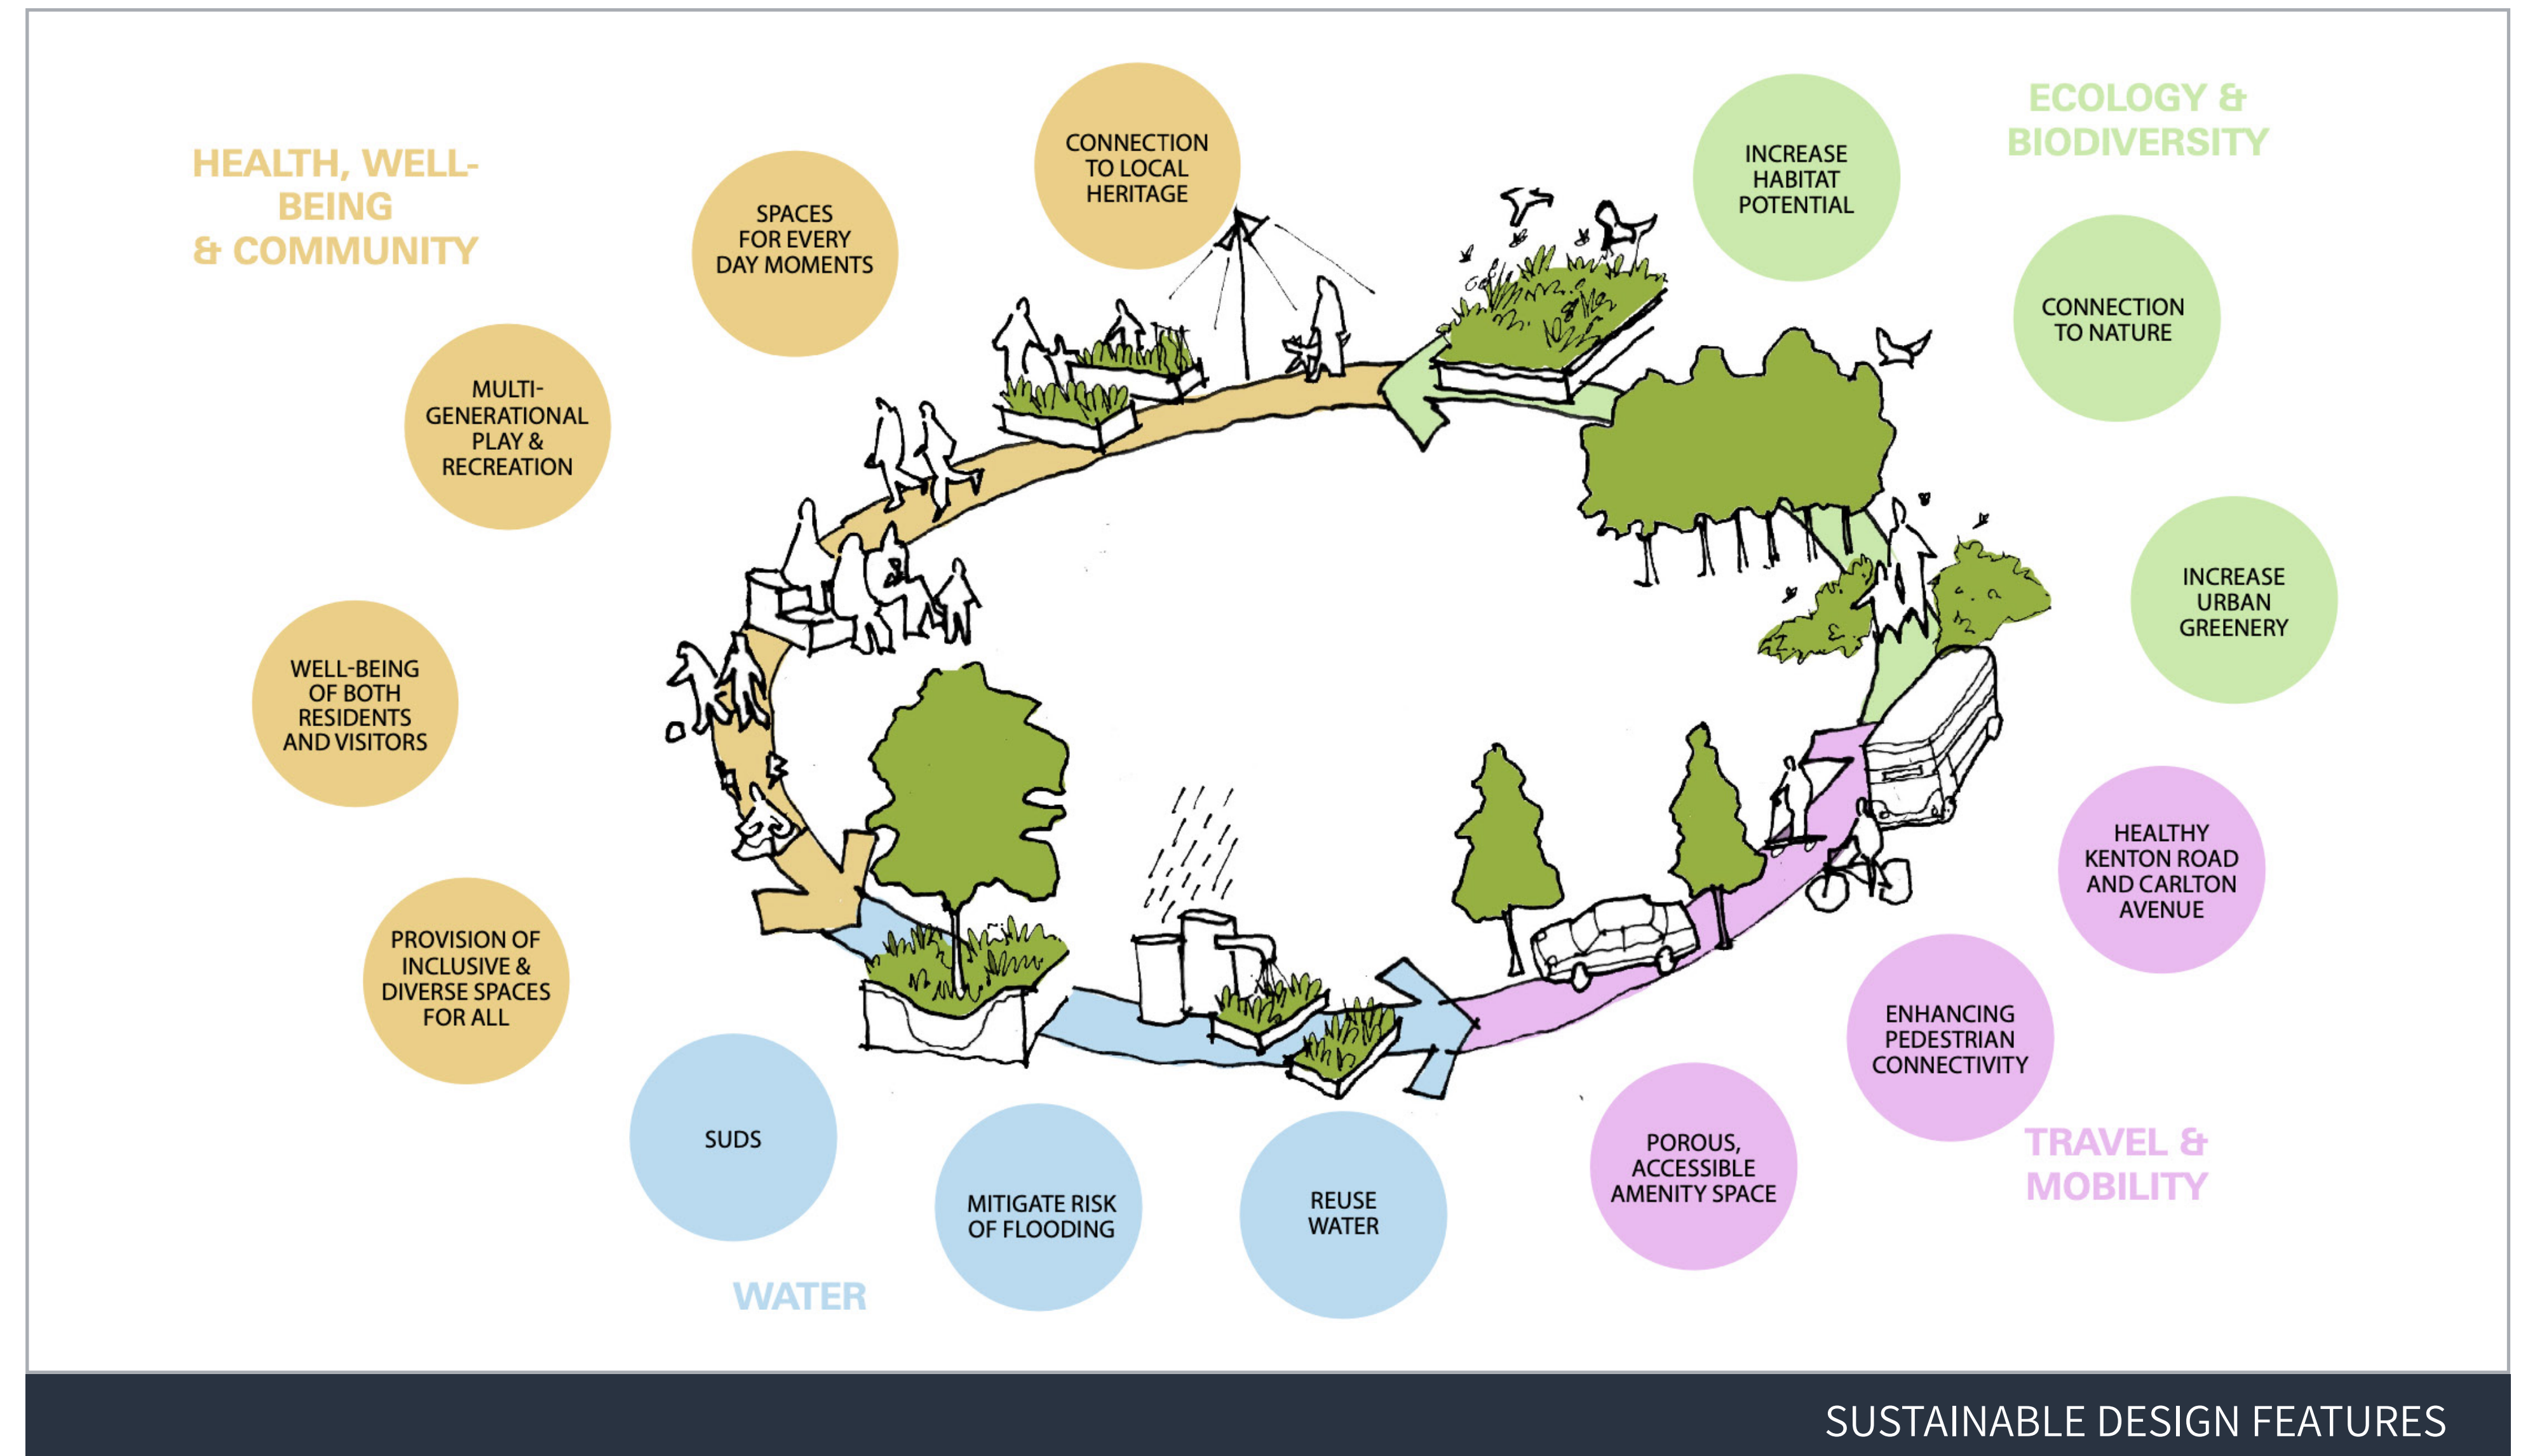 HEALTH, WELL-
BEING
& COMMUNITY
CONNECTION
TO LOCAL
HERITAGE
SPACES
FOR EVERY
DAY MOMENTS
MULTI-
GENERATIONAL
PLAY &
RECREATION
WELL-BEING
OF BOTH
RESIDENTS
AND VISITORS
PROVISION OF
INCLUSIVE &
DIVERSE SPACES
FOR ALL
ECOLOGY &
BIODIVERSITY
INCREASE
HABITAT
POTENTIAL
CONNECTION
TO NATURE
INCREASE
URBAN
GREENERY
HEALTHY
KENTON ROAD
AND CARLTON
AVENUE
ENHANCING
PEDESTRIAN
CONNECTIVITY
POROUS,
ACCESSIBLE
AMENITY SPACE
TRAVEL &
MOBILITY
SUDS
MITIGATE RISK
OF FLOODING
REUSE
WATER
WATER
SUSTAINABLE DESIGN FEATURES